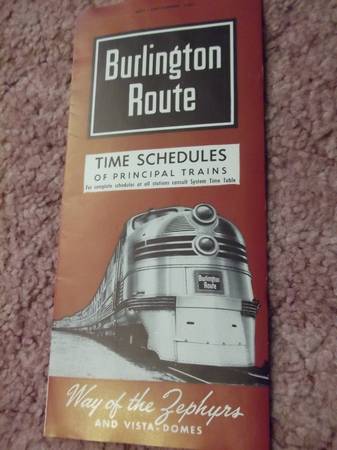 Burlington
Route
TIME SCHEDULES
OF PRINCIPAL TRAINS
For complete schedules at all stations consult System Time Table
Burlington
Route
Way of the Zephyrs
AND VISTA-DOMES